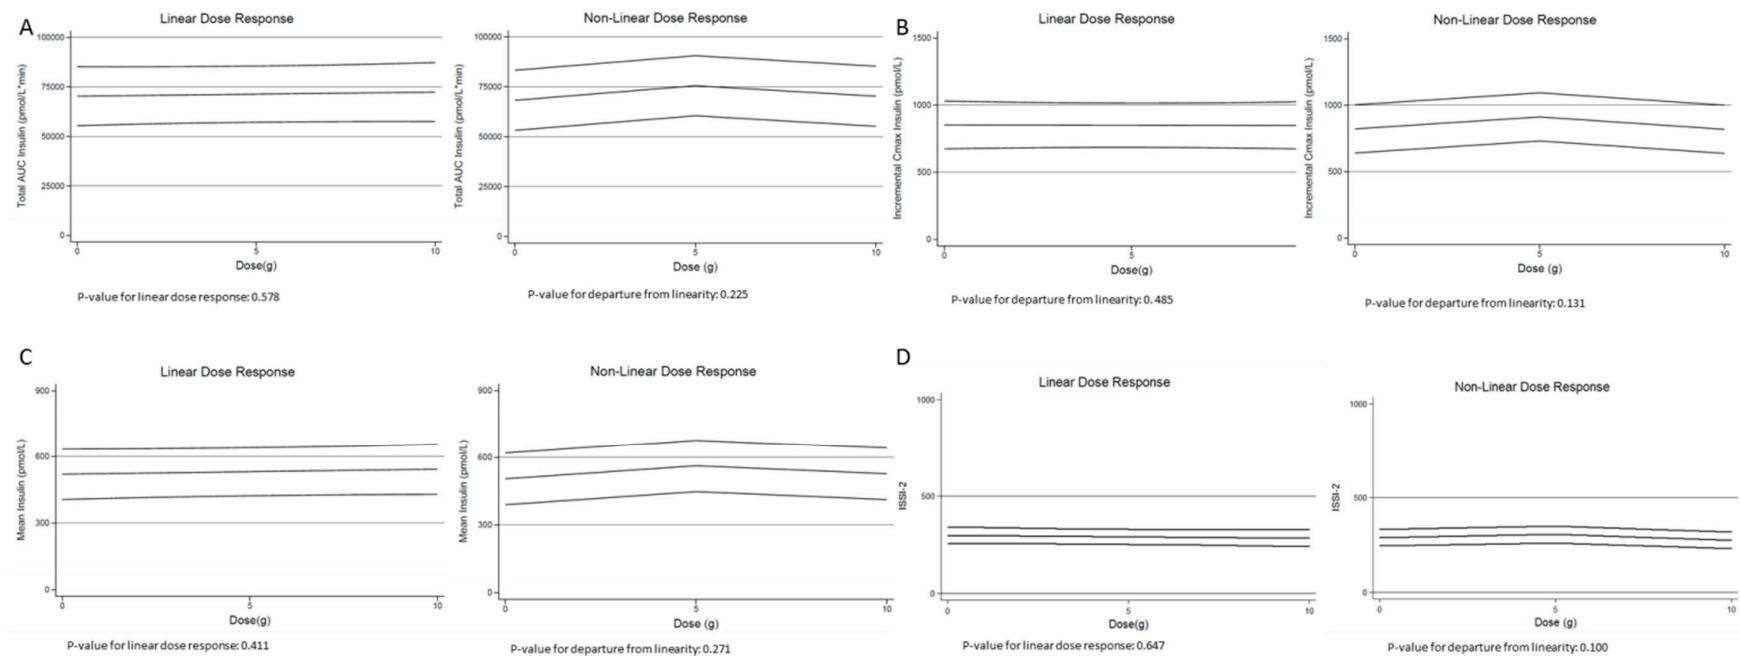 A
Linear Dose Response
100000
75000
50000
25000
0
Total AUC Insulin (pmol/L*min)
0 5 10
Dose(g)
P-value for linear dose response: 0.578
Non-Linear Dose Response
100000
75000
50000
25000
0
Total AUC Insulin (pmol/L*min)
0 5 10
Dose (g)
P-value for departure from linearity: 0.225
B
Linear Dose Response
1500
1000
500
0
Incremental Cmax Insulin (pmol/L)
0 5
Dose(g)
P-value for departure from linearity: 0. 485
Non-Linear Dose Response
1500
1000
500
0
Incremental Cmax Insulin (pmol/L)
0 5 10
Dose (g)
P-value for departure from linearity: 0.131
C
Linear Dose Response
900
600
300
0
Mean Insulin (pmol/L)
0 5 10
Dose(g)
P-value for linear dose response: 0.411
Non-Linear Dose Response
900
600
300
0
Mean Insulin (pmol/L)
0 5 10
Dose (g)
P-value for departure from linearity: 0.271
D
Linear Dose Response
1000
500
0
ISSI-2
0 5 10
Dose(g)
P-value for linear dose response: 0.647
Non-Linear Dose Response
1000
500
0
ISSI-2
0 5 10
Dose (g)
P-value for departure from linearity: 0.100